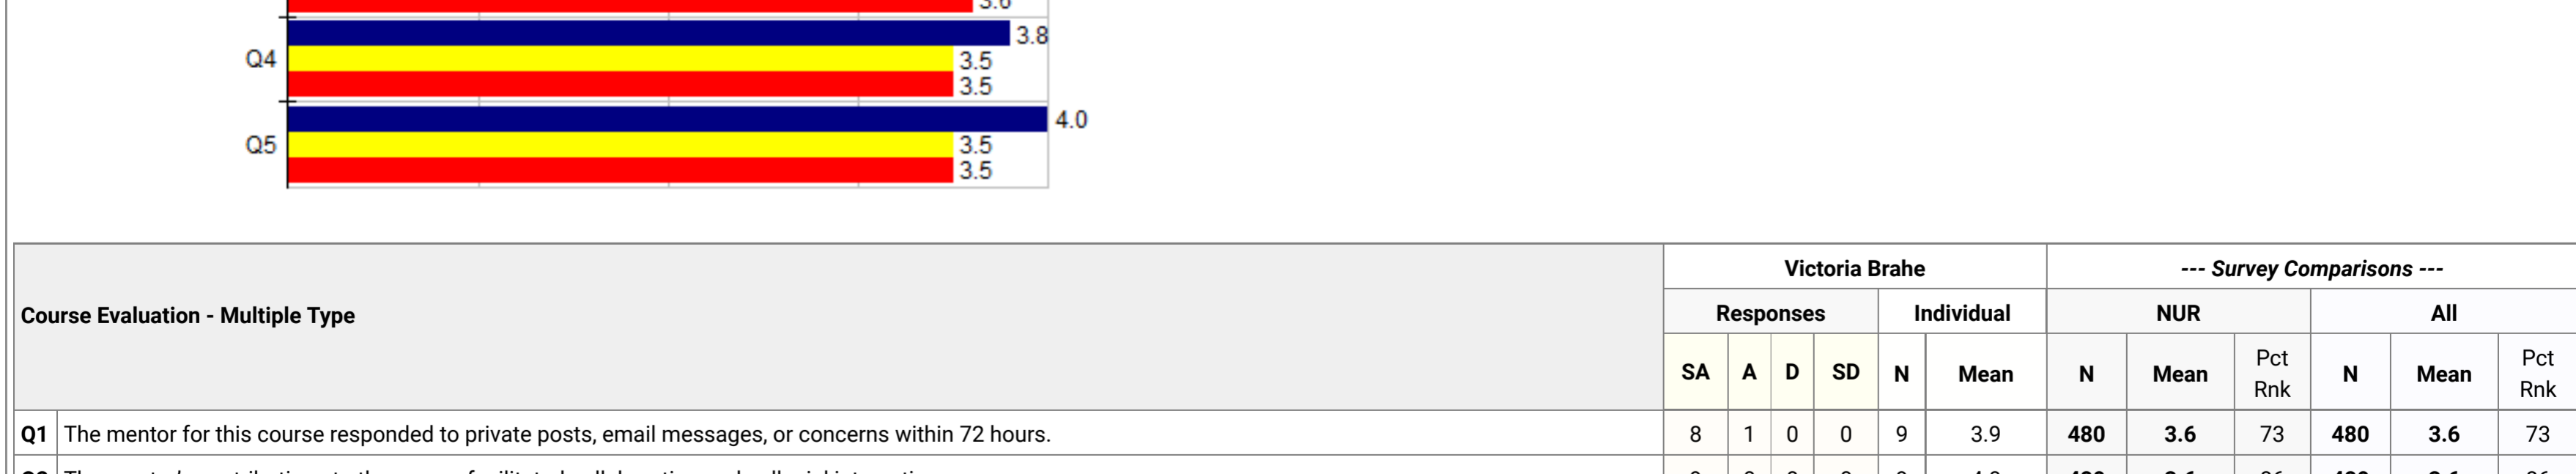 3.6
3.8
Q4
3.5
3.5
4.0
Q5
3.5
3.5
Victoria Brahe
--- Survey Comparisons ---
Course Evaluation - Multiple Type
Responses Individual NUR All
SA A D SD N Mean N Mean Pct Rnk N Mean Pct Rnk
Q1 The mentor for this course responded to private posts, email messages, or concerns within 72 hours. 8 1 0 0 9 3.9 480 3.6 73 480 3.6 73